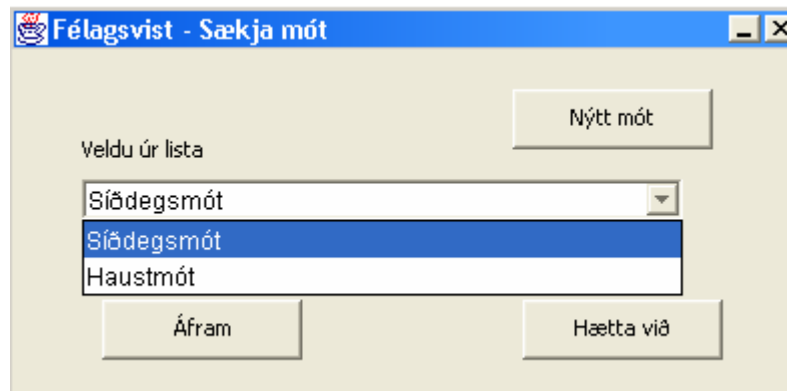 Félagsvist - Sækja mót
Nýtt mót
Veldu úr lista
Síðdegsmót
Síðdegsmót
Haustmót
Áfram
Hætta við